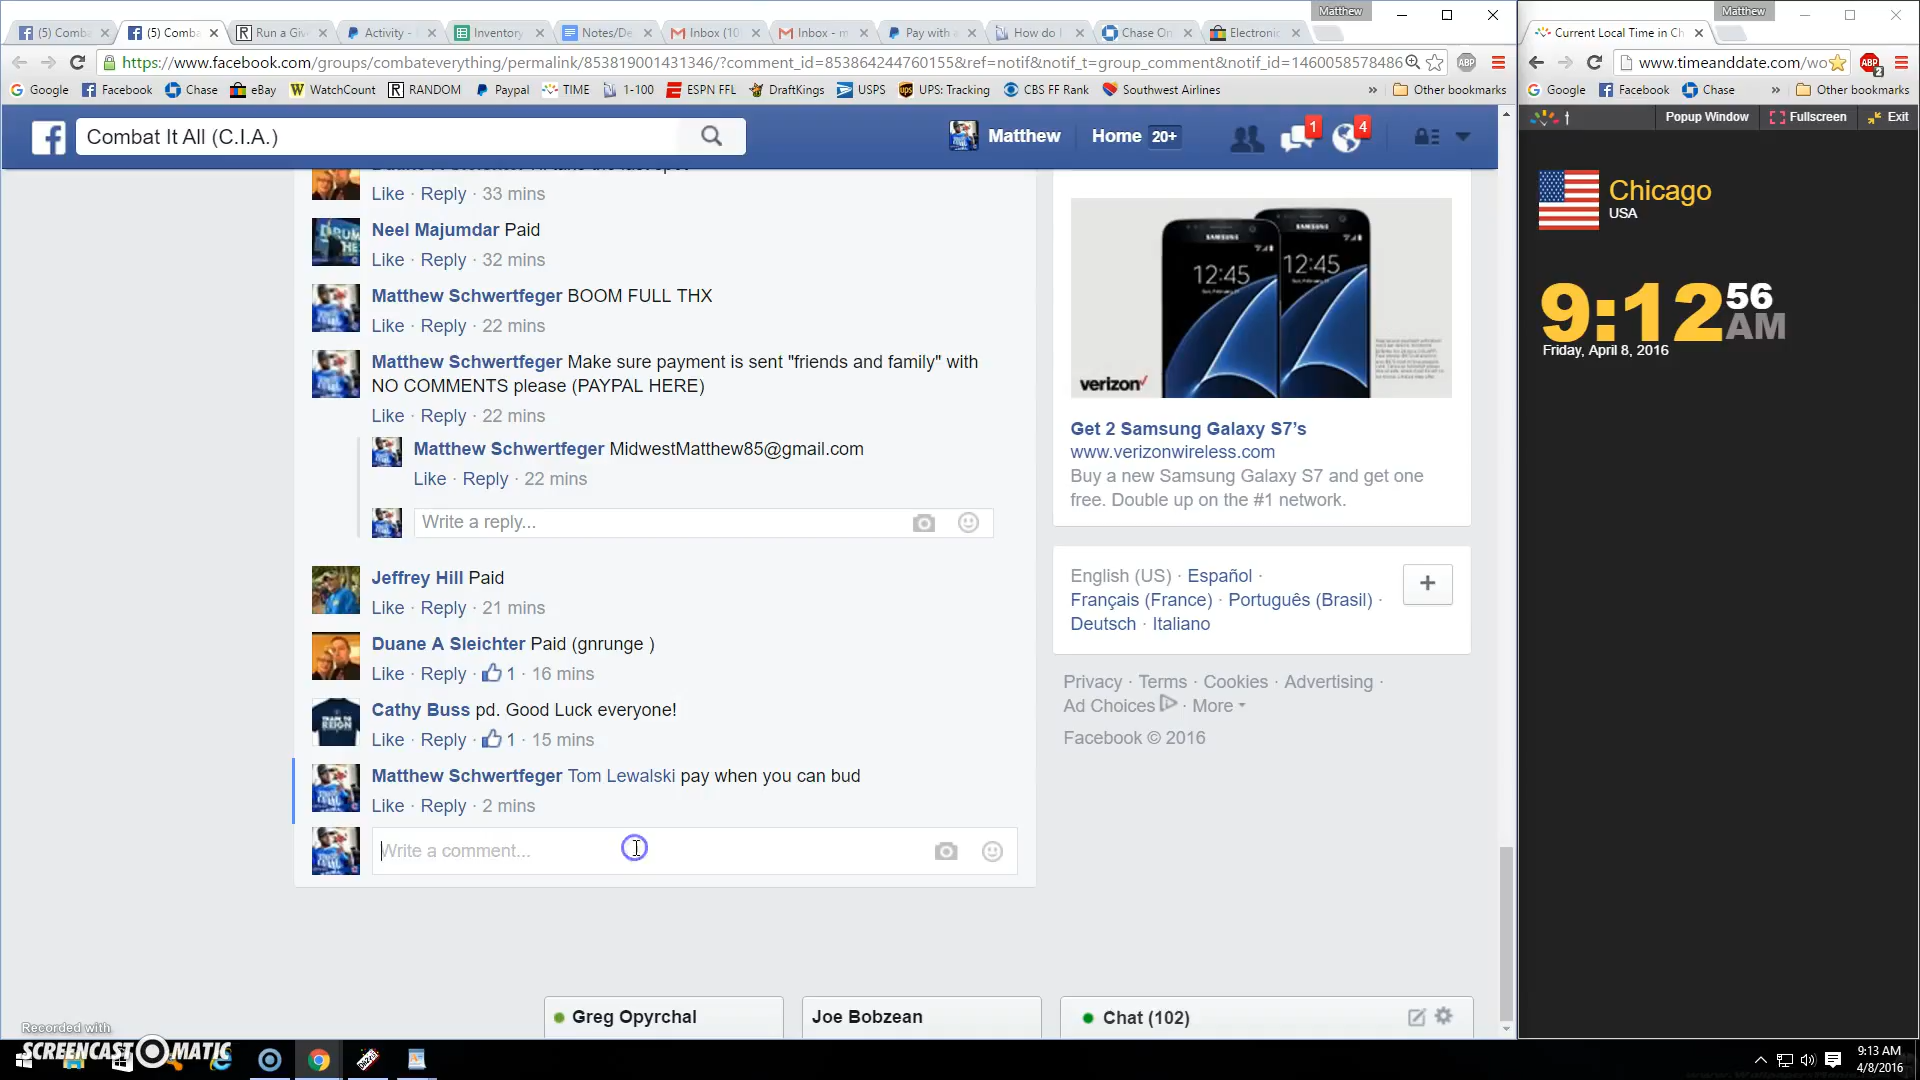 Matthew
Matthew
(5) Comba
(5) Comba
Run a Giv
Activity -
Inventory
Notes/De
Inbox (10
Inbox - m
Pay with a
How do I
Chase On
Electronic
Current Local Time in Ch
https://www.facebook.com/groups/combateverything/permalink/853819001431346/?comment_id=853864244760155&ref=notif&notif_t=group_comment&notif_id=1460058578486
www.timeanddate.com/wo
Google
Facebook
Chase
eBay
WatchCount
RANDOM
Paypal
TIME
1-100
ESPN FFL
DraftKings
USPS
UPS: Tracking
CBS FF Rank
Southwest Airlines
»
Other bookmarks
Google
Facebook
Chase
»
Other bookmarks
Combat It All (C.I.A.)
Matthew
Home 20+
1
4
t
Popup Window
Fullscreen
Exit
Like · Reply · 33 mins
Neel Majumdar Paid
Like · Reply · 32 mins
Matthew Schwertfeger BOOM FULL THX
Like · Reply · 22 mins
Matthew Schwertfeger Make sure payment is sent "friends and family" with
NO COMMENTS please (PAYPAL HERE)
Like · Reply · 22 mins
Matthew Schwertfeger MidwestMatthew85@gmail.com
Like · Reply · 22 mins
Write a reply...
Jeffrey Hill Paid
Like · Reply · 21 mins
Duane A Sleichter Paid (gnrunge )
Like · Reply · 1 · 16 mins
Cathy Buss pd. Good Luck everyone!
Like · Reply · 1 · 15 mins
Matthew Schwertfeger Tom Lewalski pay when you can bud
Like · Reply · 2 mins
Write a comment...
SAMSUNG
SAMSUNG
12:45
12:45
verizon
Get 2 Samsung Galaxy S7's
www.verizonwireless.com
Buy a new Samsung Galaxy S7 and get one
free. Double up on the #1 network.
English (US) · Español ·
Français (France) · Português (Brasil) ·
Deutsch · Italiano
+
Privacy · Terms · Cookies · Advertising ·
Ad Choices · More
Facebook © 2016
Chicago
USA
9:12 56
AM
Friday, April 8, 2016
Greg Opyrchal
Joe Bobzean
Chat (102)
Recorded with
SCREENCAST MATIC
9:13 AM
4/8/2016